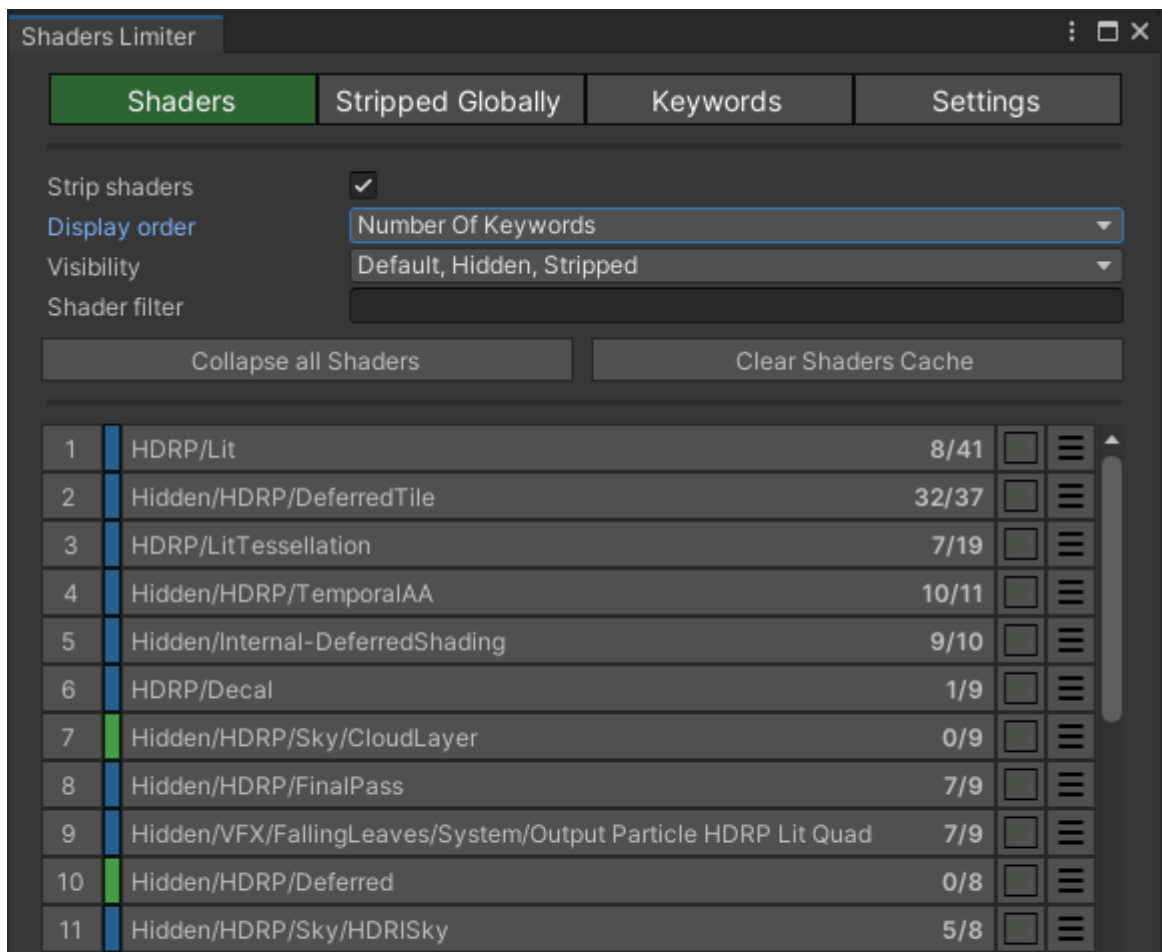 Shaders Limiter
Shaders Stripped Globally Keywords Settings
Strip shaders
Display order Number Of Keywords
Visibility Default, Hidden, Stripped
Shader filter
Collapse all Shaders Clear Shaders Cache
1 HDRP/Lit 8/41
2 Hidden/HDRP/DeferredTile 32/37
3 HDRP/LitTessellation 7/19
4 Hidden/HDRP/TemporalAA 10/11
5 Hidden/Internal-DeferredShading 9/10
6 HDRP/Decal 1/9
7 Hidden/HDRP/Sky/CloudLayer 0/9
8 Hidden/HDRP/FinalPass 7/9
9 Hidden/VFX/FallingLeaves/System/Output Particle HDRP Lit Quad 7/9
10 Hidden/HDRP/Deferred 0/8
11 Hidden/HDRP/Sky/HDRISky 5/8